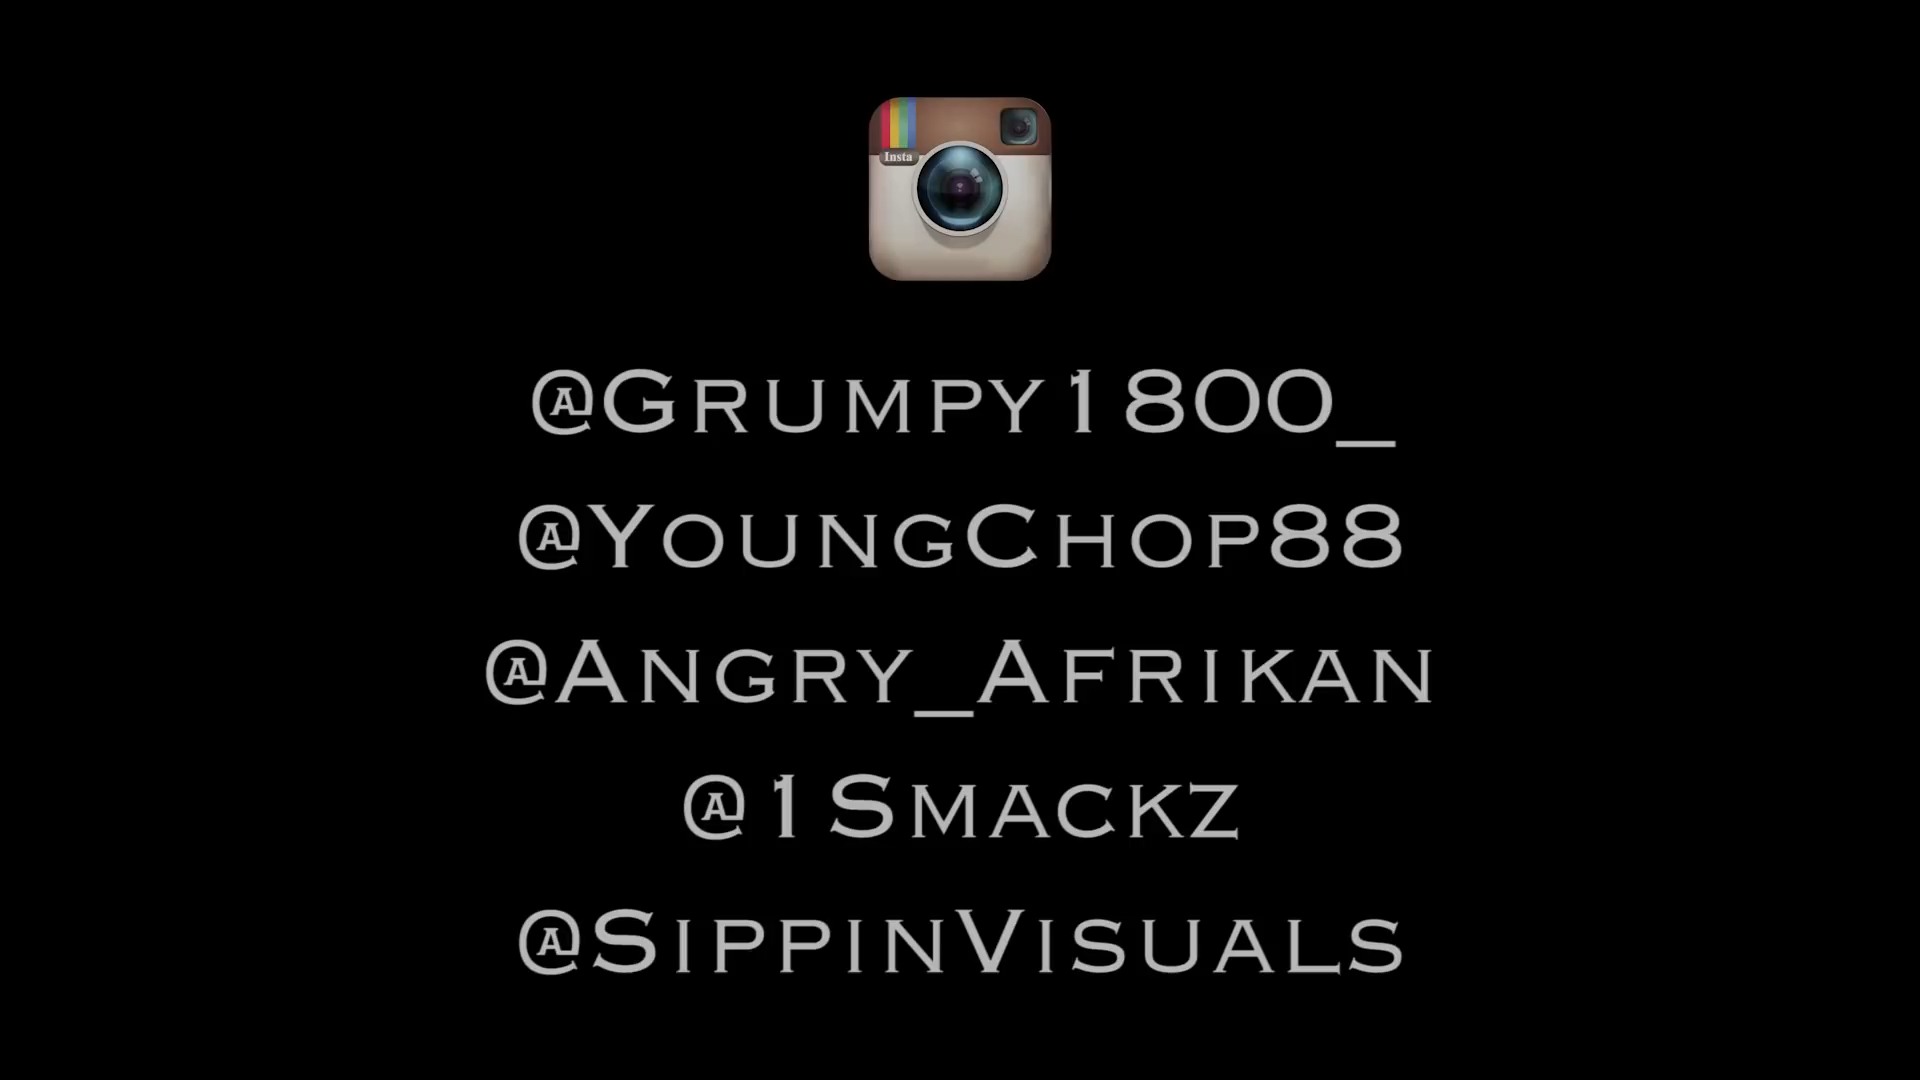 Insta
@Grumpy1800_
@YoungChop88
@Angry_Afrikan
@1Smackz
@SippinVisuals